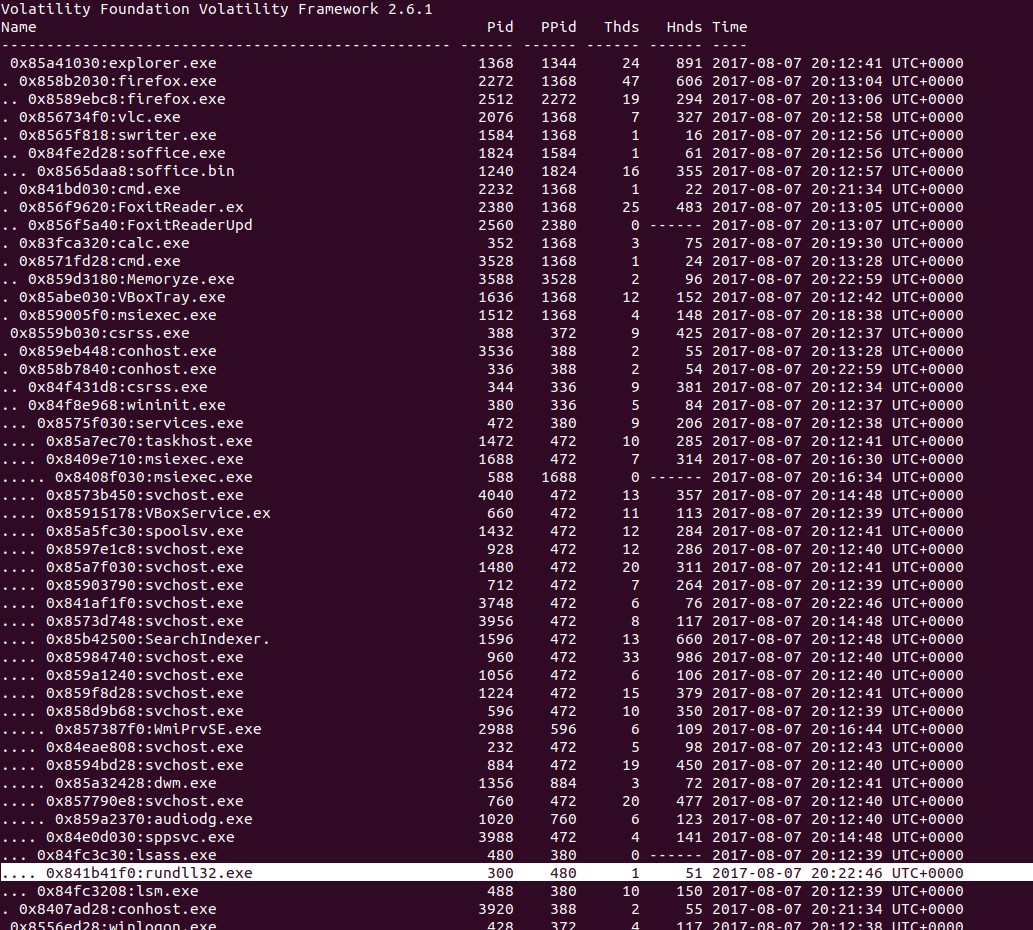 Volatility Foundation Volatility Framework 2.6.1
Name Pid PPid Thds Hnds Time
-------------------------------------------------- ------ ------ ------ ------ ----
0x85a41030:explorer.exe 1368 1344 24 891 2017-08-07 20:12:41 UTC+0000
. 0x858b2030:firefox.exe 2272 1368 47 606 2017-08-07 20:13:04 UTC+0000
.. 0x8589ebc8:firefox.exe 2512 2272 19 294 2017-08-07 20:13:06 UTC+0000
. 0x856734f0:vlc.exe 2076 1368 7 327 2017-08-07 20:12:58 UTC+0000
. 0x8565f818:swriter.exe 1584 1368 1 16 2017-08-07 20:12:56 UTC+0000
.. 0x84fe2d28:soffice.exe 1824 1584 1 61 2017-08-07 20:12:56 UTC+0000
... 0x8565daa8:soffice.bin 1240 1824 16 355 2017-08-07 20:12:57 UTC+0000
. 0x841bd030:cmd.exe 2232 1368 1 22 2017-08-07 20:21:34 UTC+0000
. 0x856f9620:FoxitReader.ex 2380 1368 25 483 2017-08-07 20:13:05 UTC+0000
.. 0x856f5a40:FoxitReaderUpd 2560 2380 0 ------ 2017-08-07 20:13:07 UTC+0000
. 0x83fca320:calc.exe 352 1368 3 75 2017-08-07 20:19:30 UTC+0000
. 0x8571fd28:cmd.exe 3528 1368 1 24 2017-08-07 20:13:28 UTC+0000
.. 0x859d3180:Memoryze.exe 3588 3528 2 96 2017-08-07 20:22:59 UTC+0000
. 0x85abe030:VBoxTray.exe 1636 1368 12 152 2017-08-07 20:12:42 UTC+0000
. 0x859005f0:msiexec.exe 1512 1368 4 148 2017-08-07 20:18:38 UTC+0000
0x8559b030:csrss.exe 388 372 9 425 2017-08-07 20:12:37 UTC+0000
. 0x859eb448:conhost.exe 3536 388 2 55 2017-08-07 20:13:28 UTC+0000
. 0x858b7840:conhost.exe 336 388 2 54 2017-08-07 20:22:59 UTC+0000
.. 0x84f431d8:csrss.exe 344 336 9 381 2017-08-07 20:12:34 UTC+0000
.. 0x84f8e968:wininit.exe 380 336 5 84 2017-08-07 20:12:37 UTC+0000
... 0x8575f030:services.exe 472 380 9 206 2017-08-07 20:12:38 UTC+0000
.... 0x85a7ec70:taskhost.exe 1472 472 10 285 2017-08-07 20:12:41 UTC+0000
.... 0x8409e710:msiexec.exe 1688 472 7 314 2017-08-07 20:16:30 UTC+0000
..... 0x8408f030:msiexec.exe 588 1688 0 ------ 2017-08-07 20:16:34 UTC+0000
.... 0x8573b450:svchost.exe 4040 472 13 357 2017-08-07 20:14:48 UTC+0000
.... 0x85915178:VBoxService.ex 660 472 11 113 2017-08-07 20:12:39 UTC+0000
.... 0x85a5fc30:spoolsv.exe 1432 472 12 284 2017-08-07 20:12:41 UTC+0000
.... 0x8597e1c8:svchost.exe 928 472 12 286 2017-08-07 20:12:40 UTC+0000
.... 0x85a7f030:svchost.exe 1480 472 20 311 2017-08-07 20:12:41 UTC+0000
.... 0x85903790:svchost.exe 712 472 7 264 2017-08-07 20:12:39 UTC+0000
.... 0x841af1f0:svchost.exe 3748 472 6 76 2017-08-07 20:22:46 UTC+0000
.... 0x8573d748:svchost.exe 3956 472 8 117 2017-08-07 20:14:48 UTC+0000
.... 0x85b42500:SearchIndexer. 1596 472 13 660 2017-08-07 20:12:48 UTC+0000
.... 0x85984740:svchost.exe 960 472 33 986 2017-08-07 20:12:40 UTC+0000
.... 0x859a1240:svchost.exe 1056 472 6 106 2017-08-07 20:12:40 UTC+0000
.... 0x859f8d28:svchost.exe 1224 472 15 379 2017-08-07 20:12:41 UTC+0000
.... 0x858d9b68:svchost.exe 596 472 10 350 2017-08-07 20:12:39 UTC+0000
..... 0x857387f0:WmiPrvSE.exe 2988 596 6 109 2017-08-07 20:16:44 UTC+0000
.... 0x84eae808:svchost.exe 232 472 5 98 2017-08-07 20:12:43 UTC+0000
.... 0x8594bd28:svchost.exe 884 472 19 450 2017-08-07 20:12:40 UTC+0000
..... 0x85a32428:dwm.exe 1356 884 3 72 2017-08-07 20:12:41 UTC+0000
.... 0x857790e8:svchost.exe 760 472 20 477 2017-08-07 20:12:40 UTC+0000
..... 0x859a2370:audiodg.exe 1020 760 6 123 2017-08-07 20:12:40 UTC+0000
.... 0x84e0d030:sppsvc.exe 3988 472 4 141 2017-08-07 20:14:48 UTC+0000
... 0x84fc3c30:lsass.exe 480 380 0 ------ 2017-08-07 20:12:39 UTC+0000
.... 0x841b41f0:rundll32.exe 300 480 1 51 2017-08-07 20:22:46 UTC+0000
... 0x84fc3208:lsm.exe 488 380 10 150 2017-08-07 20:12:39 UTC+0000
. 0x8407ad28:conhost.exe 3920 388 2 55 2017-08-07 20:21:34 UTC+0000
0x8556ed28:winlogon.exe 428 372 4 117 2017-08-07 20:12:38 UTC+0000